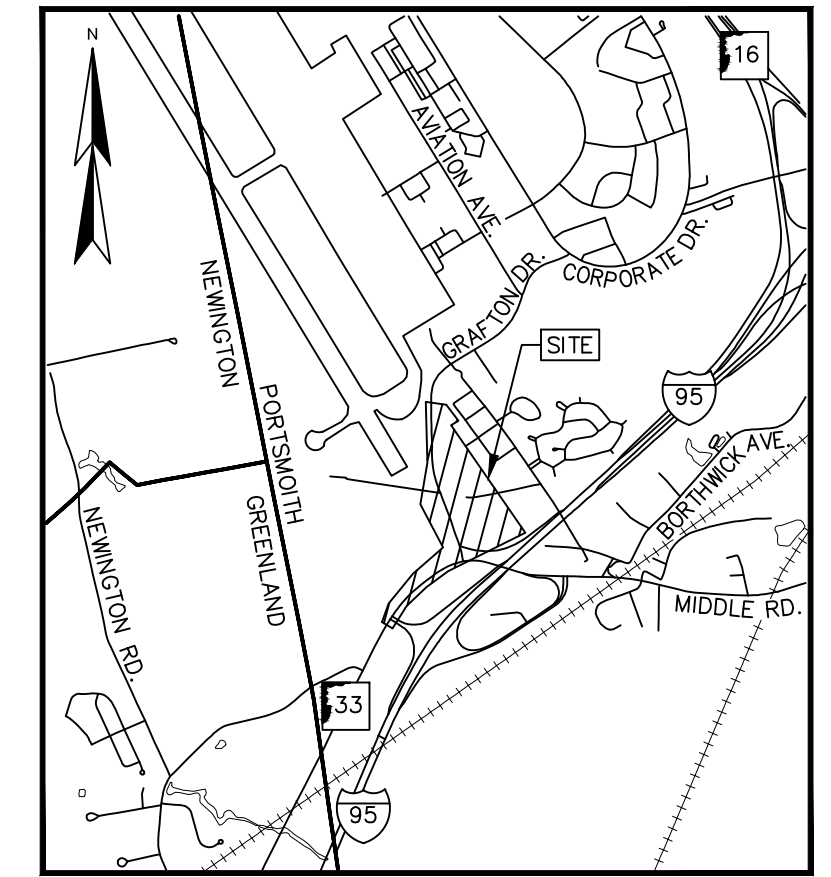 N
16
AVIATION AVE.
NEWINGTON
GRAFTON DR.
CORPORATE DR.
SITE
95
PORTSMOITH
BORTHWICK AVE.
GREENLAND
NEWINGTON RD.
MIDDLE RD.
33
95